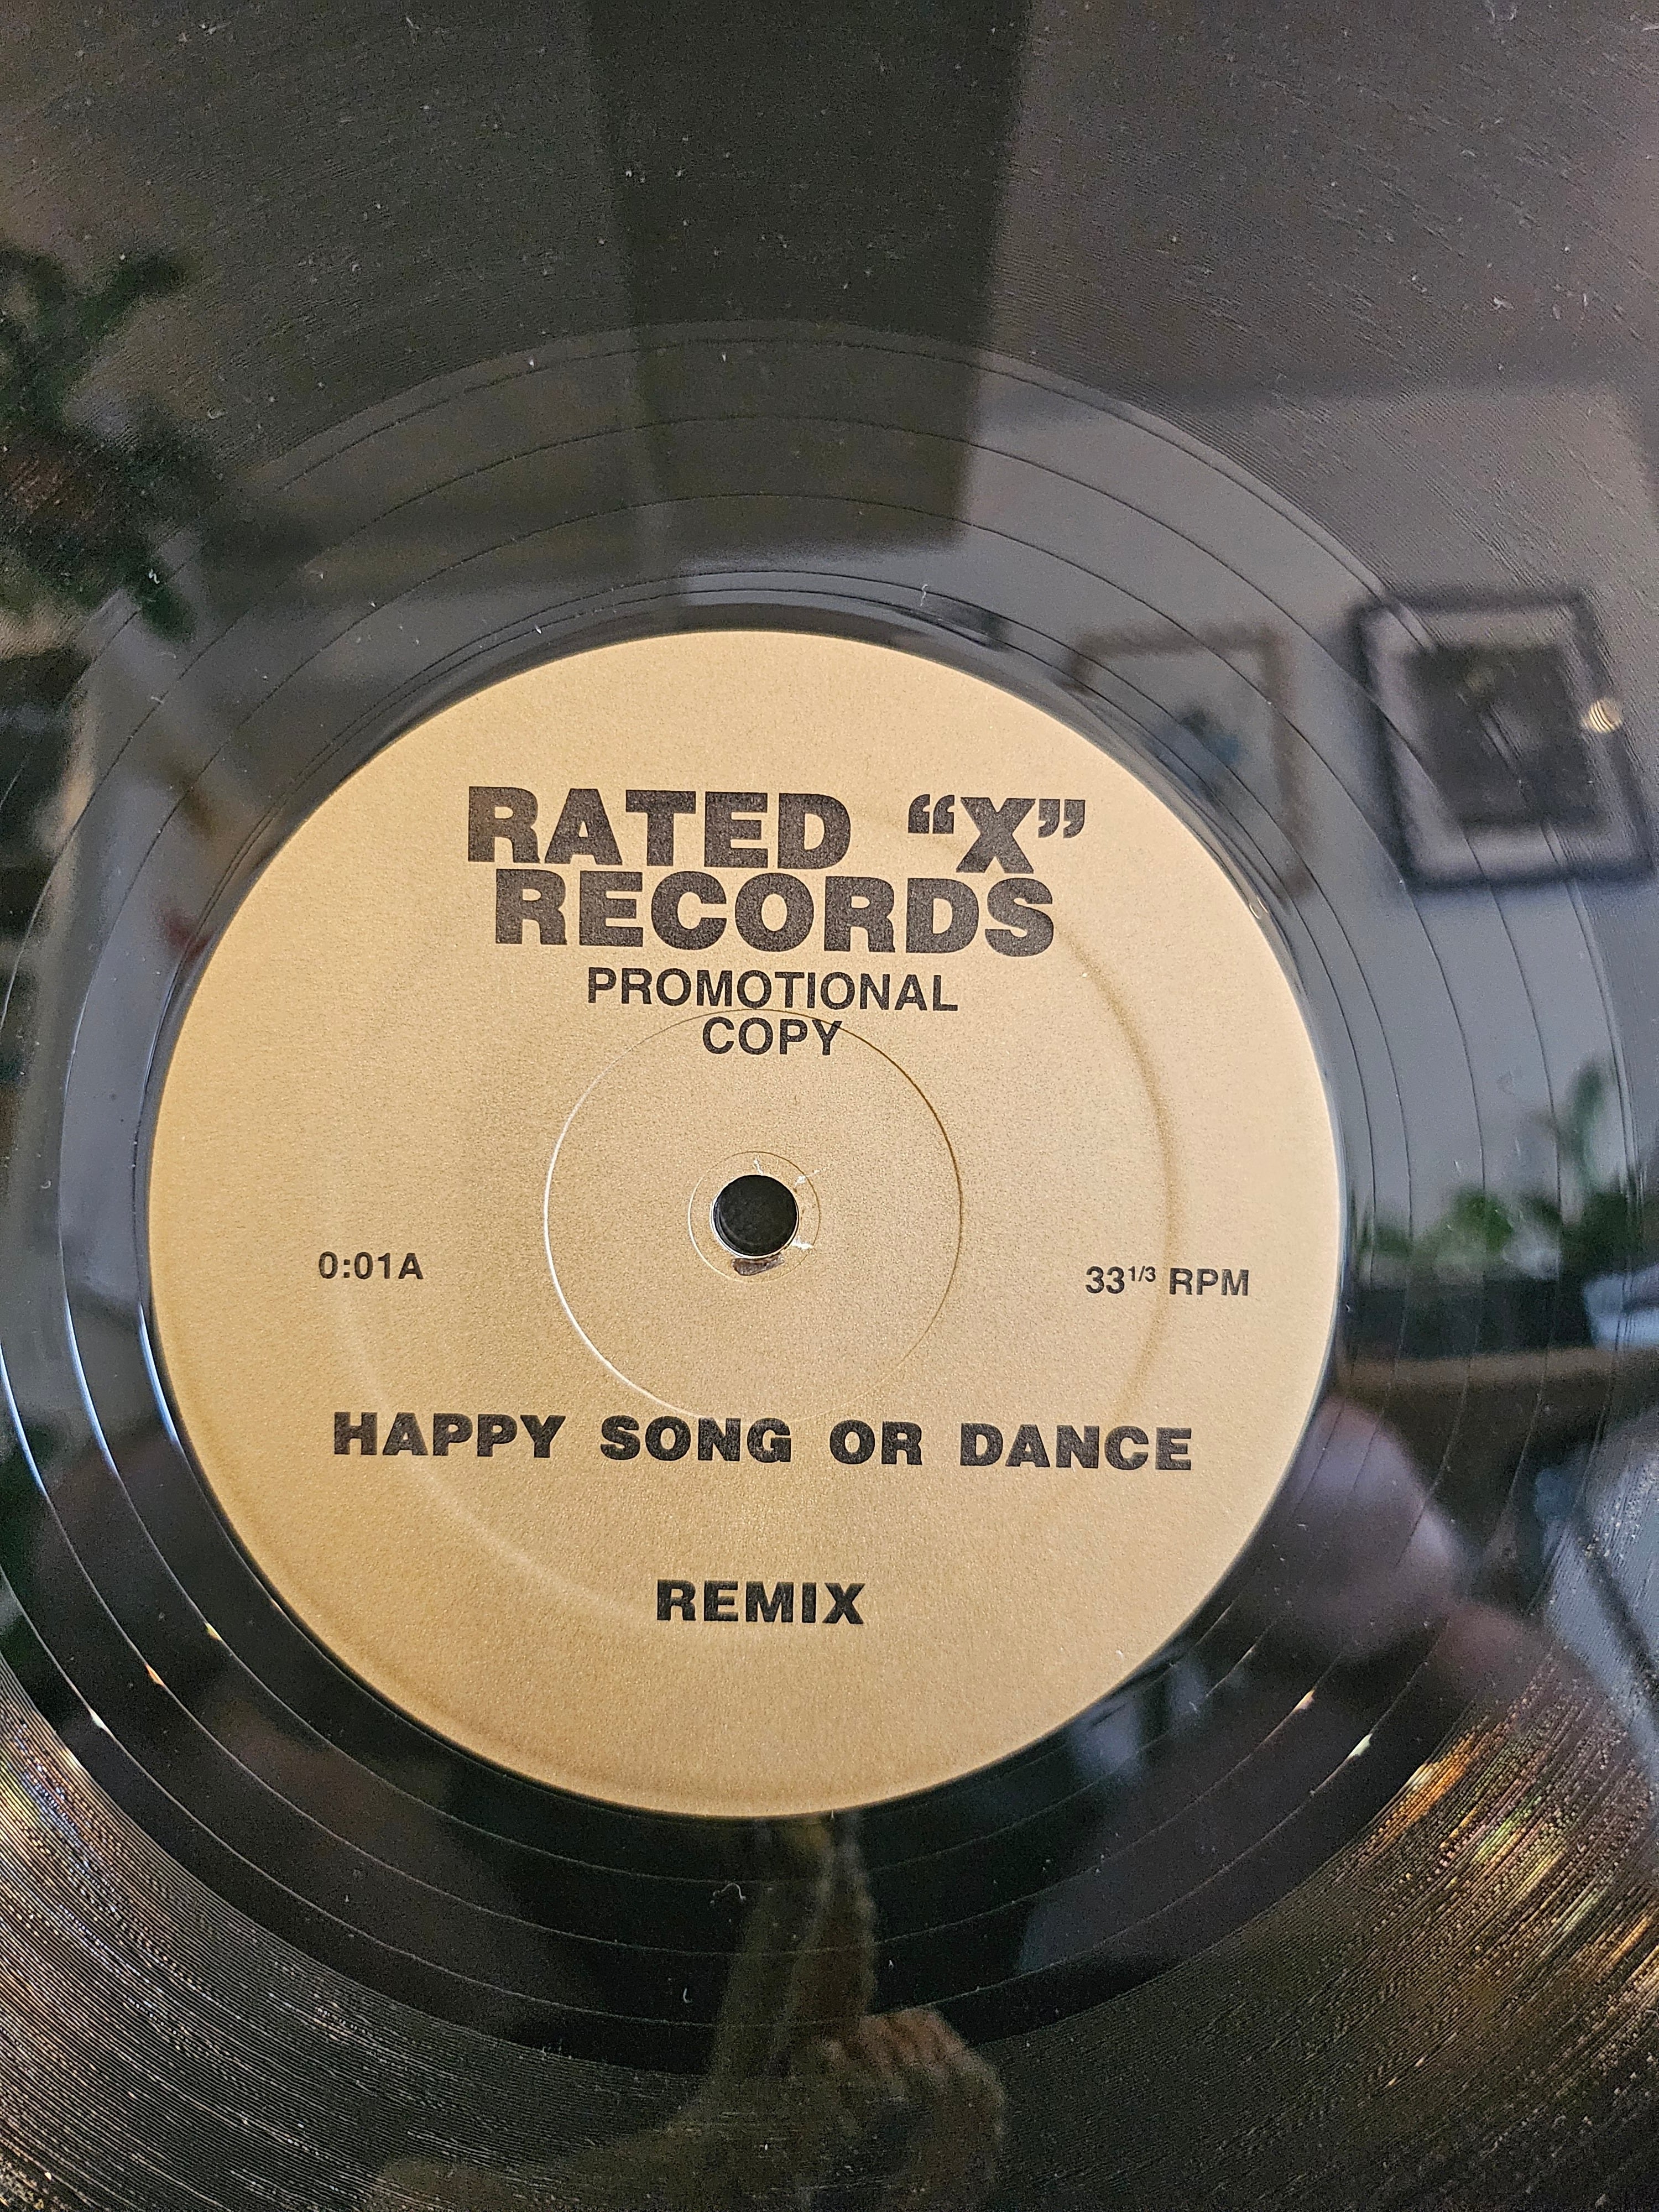 RATED “X”
RECORDS
PROMOTIONAL
COPY
0:01A
33 1/3 RPM
HAPPY SONG OR DANCE
REMIX